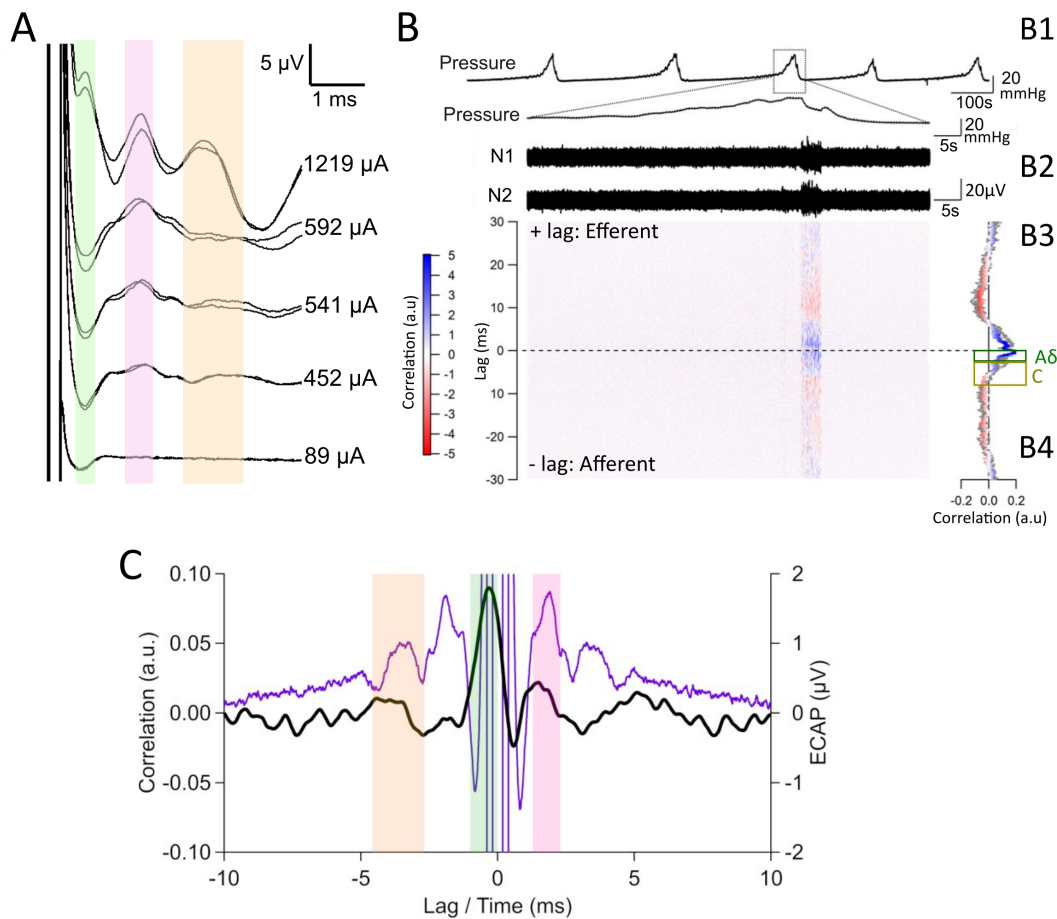 A
5 µV
1 ms
1219 µA
592 µA
541 µA
452 µA
89 µA
B
B1
Pressure
20
mmHg
100s
Pressure
20
mmHg
5s
B2
N1
N2
20µV
5s
B3
+ lag: Efferent
30
20
10
0
-10
-20
-30
Lag (ms)
- lag: Afferent
5
4
3
2
1
0
-1
-2
-3
-4
-5
Correlation (a.u)
Aδ
C
B4
-0.2 0.0 0.2
Correlation (a.u)
C
0.10
0.05
0.00
-0.05
-0.10
Correlation (a.u.)
2
1
0
-1
-2
ECAP (µV)
-10 -5 0 5 10
Lag / Time (ms)